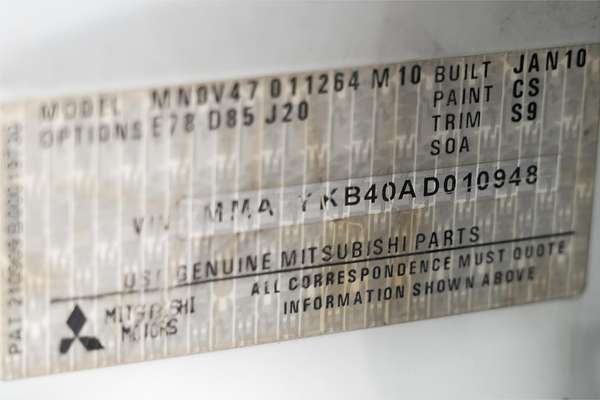 MODEL MN0V47 011264 M10 BUILT JAN10
OPTIONS E78 D85 J20 PAINT CS
TRIM S9
SOA
VIN MMA YKB40AD010948
USE GENUINE MITSUBISHI PARTS
ALL CORRESPONDENCE MUST QUOTE
INFORMATION SHOWN ABOVE
MITSUBISHI
MOTORS
PAT